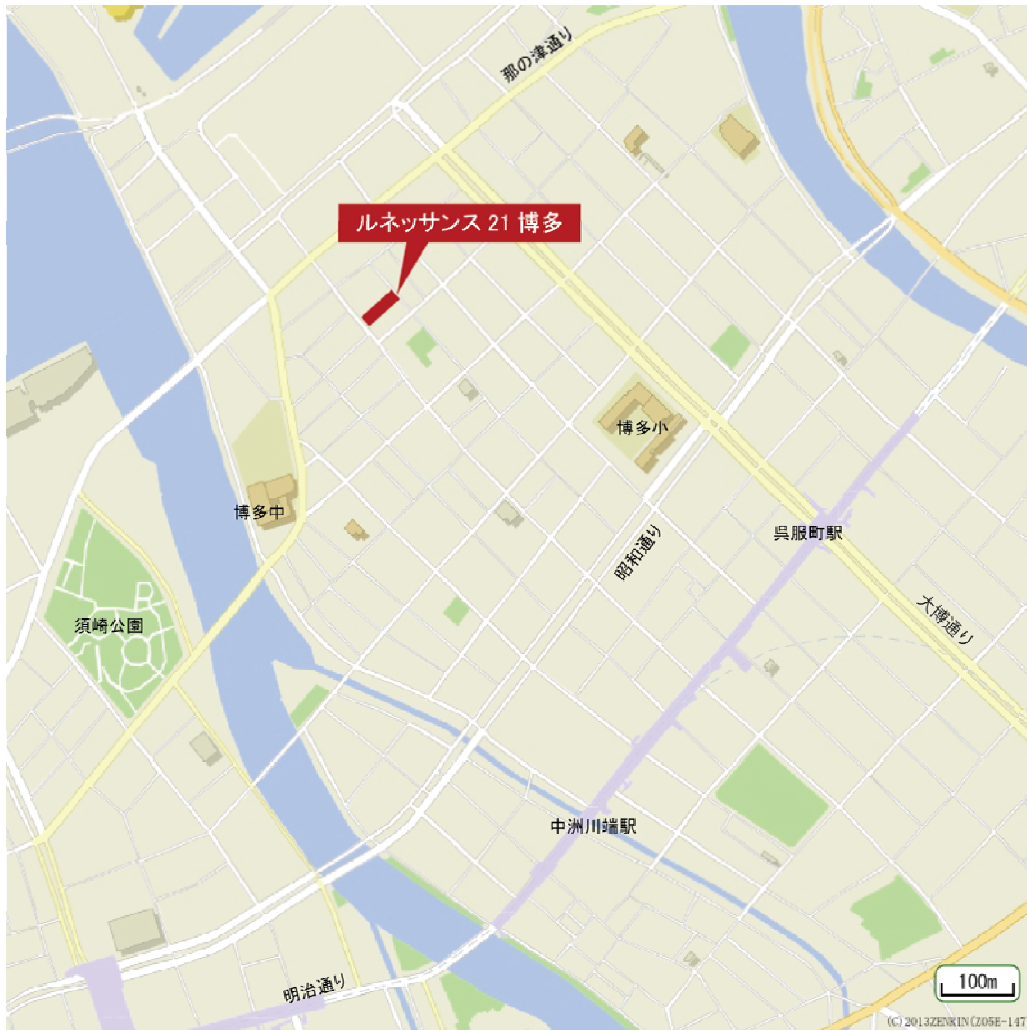 那の津通り
ルネッサンス 21 博多
博多小
博多中
呉服町駅
昭和通り
大博通り
須崎公園
中洲川端駅
明治通り
100m
(C) 2013ZENRIN(Z05E-147